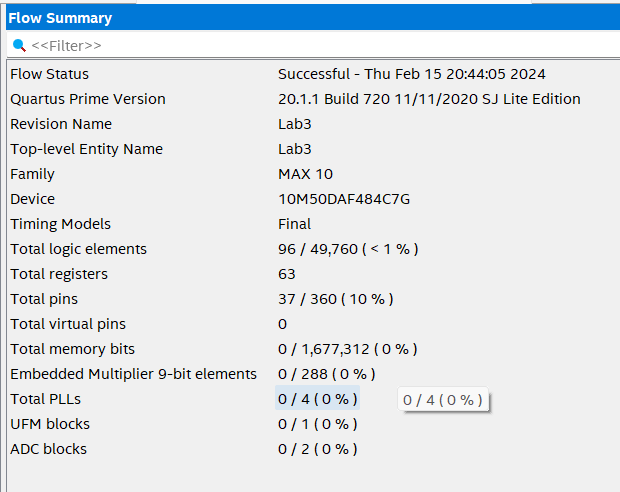 Flow Summary
<<Filter>>
Flow Status Successful - Thu Feb 15 20:44:05 2024
Quartus Prime Version 20.1.1 Build 720 11/11/2020 SJ Lite Edition
Revision Name Lab3
Top-level Entity Name Lab3
Family MAX 10
Device 10M50DAF484C7G
Timing Models Final
Total logic elements 96 / 49,760 ( < 1 % )
Total registers 63
Total pins 37 / 360 ( 10 % )
Total virtual pins 0
Total memory bits 0 / 1,677,312 ( 0 % )
Embedded Multiplier 9-bit elements 0 / 288 ( 0 % )
Total PLLs 0 / 4 ( 0 % ) 0 / 4 ( 0 % )
UFM blocks 0 / 1 ( 0 % )
ADC blocks 0 / 2 ( 0 % )